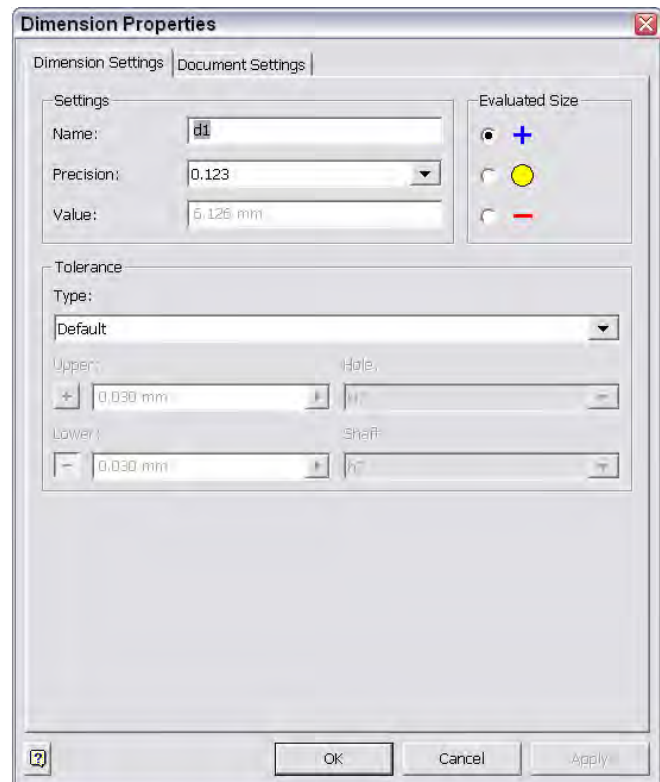 Dimension Properties
Dimension Settings Document Settings
Settings
Name: d1
Precision: 0.123
Value: 6.126 mm
Evaluated Size
Tolerance
Type:
Default
Upper: Hole:
+ 0.030 mm H7
Lower: Shaft:
- 0.030 mm h7
? OK Cancel Apply